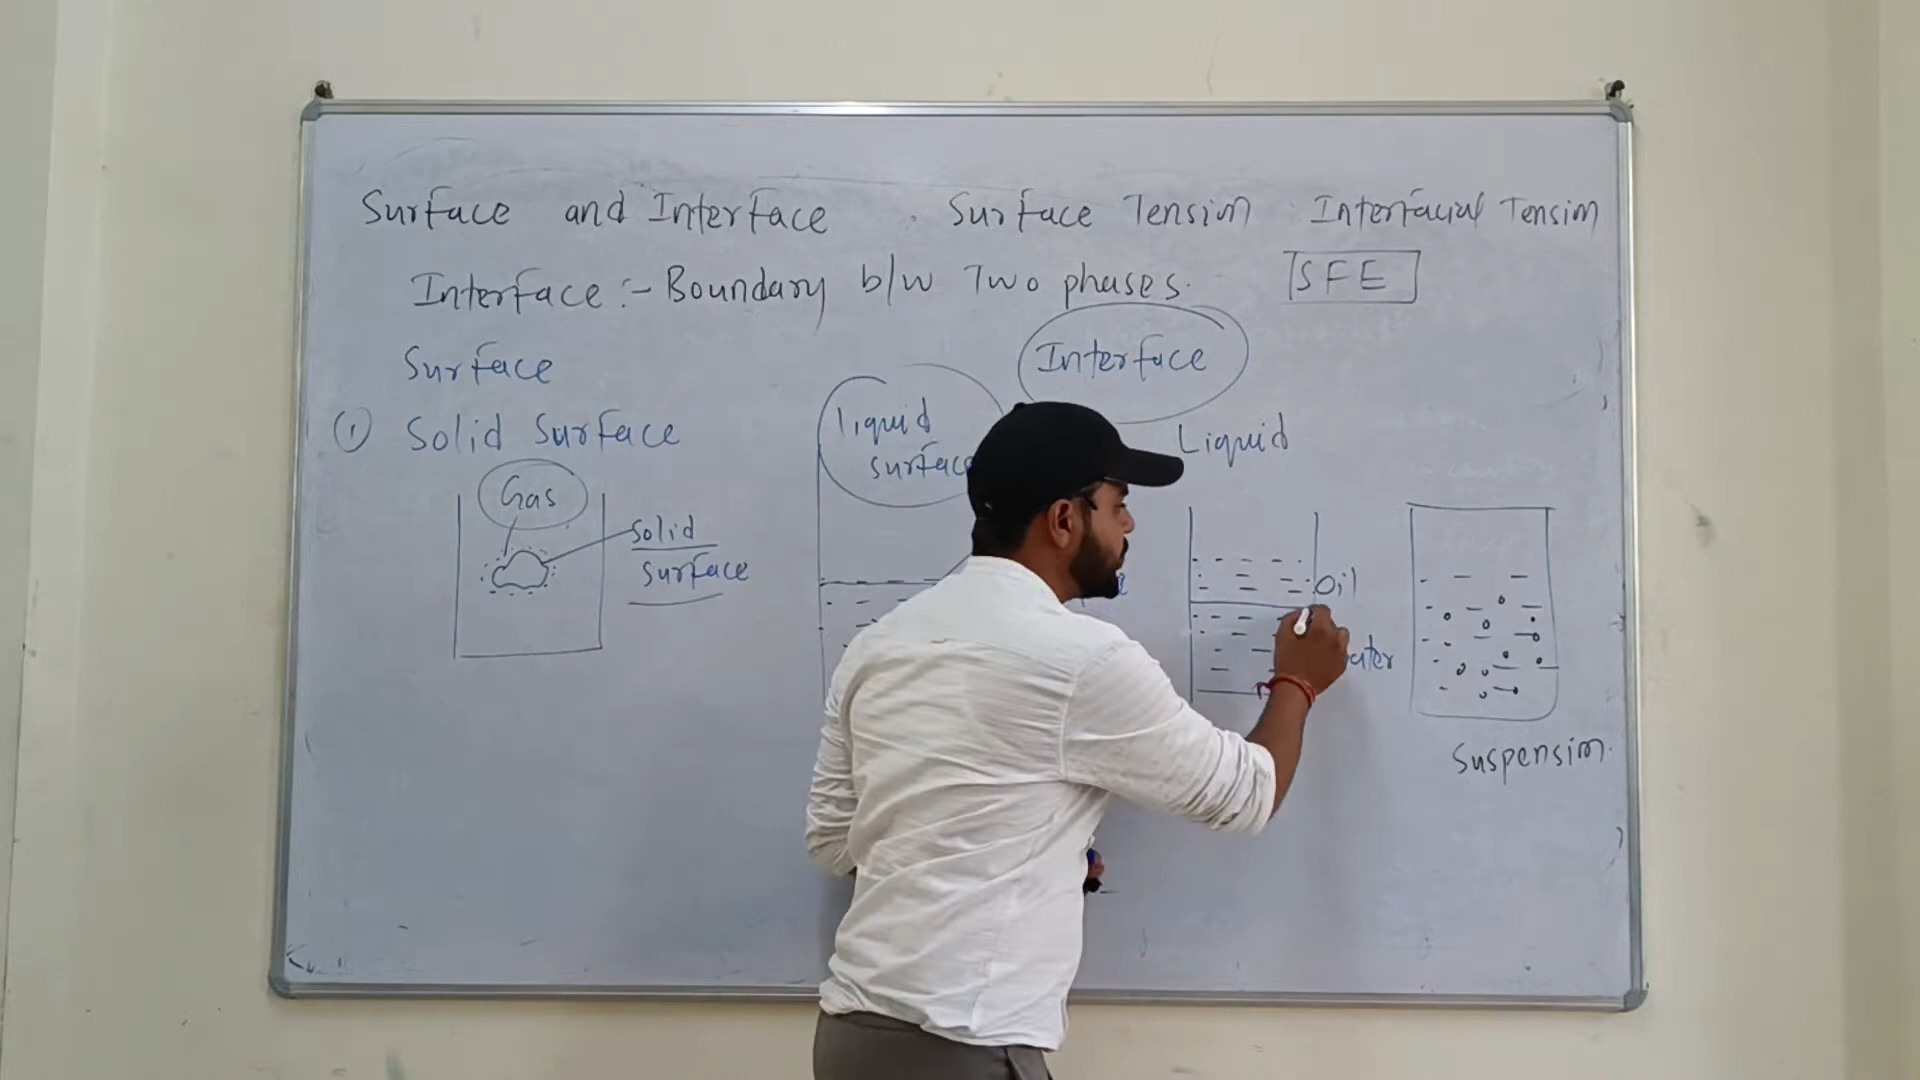 Surface and Interface Surface Tension Interfacial Tension
Interface :- Boundary b/w Two phases. SFE
Surface Interface
① Solid Surface
liquid
surface
Liquid
Gas
Solid
Surface
Oil
Suspension.